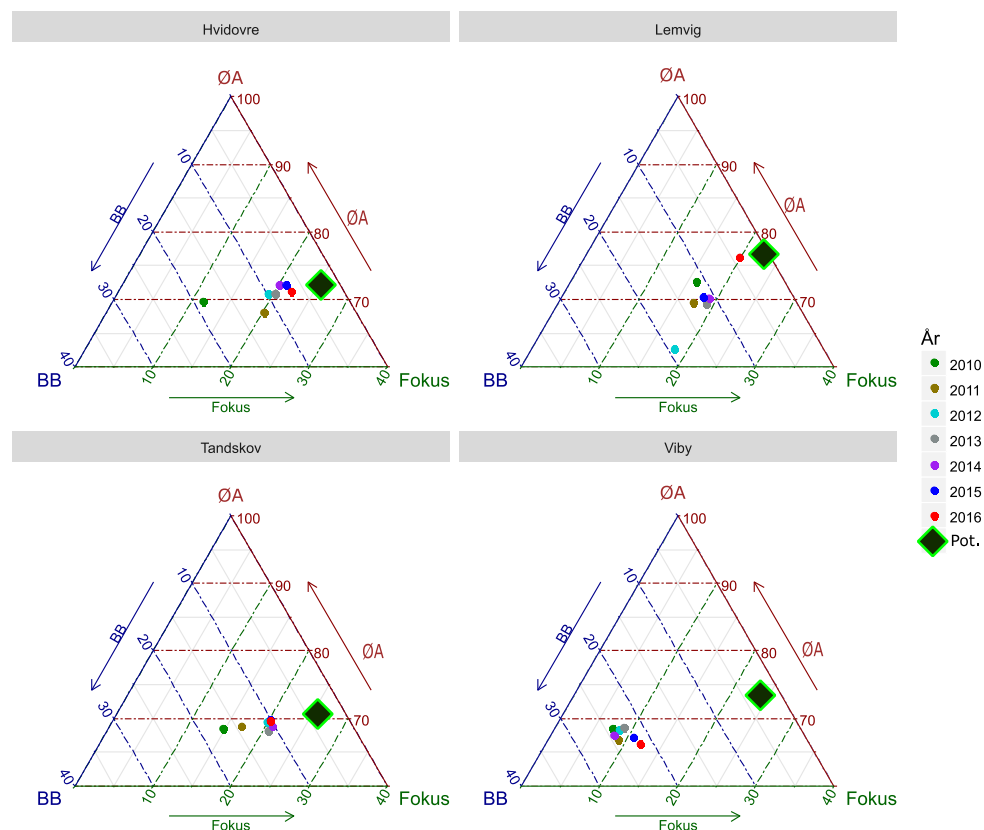 Hvidovre
Lemvig
ØA
ØA
100
100
10
90
10
90
BB
ØA
BB
ØA
20
80
20
80
30
70
30
70
40
40
BB
10
20
30
40
Fokus
BB
10
20
30
40
Fokus
Fokus
Fokus
År
2010
2011
2012
2013
2014
2015
2016
Pot.
Tandskov
Viby
ØA
ØA
100
100
10
90
10
90
BB
ØA
BB
ØA
20
80
20
80
30
70
30
70
40
40
BB
10
20
30
40
Fokus
BB
10
20
30
40
Fokus
Fokus
Fokus